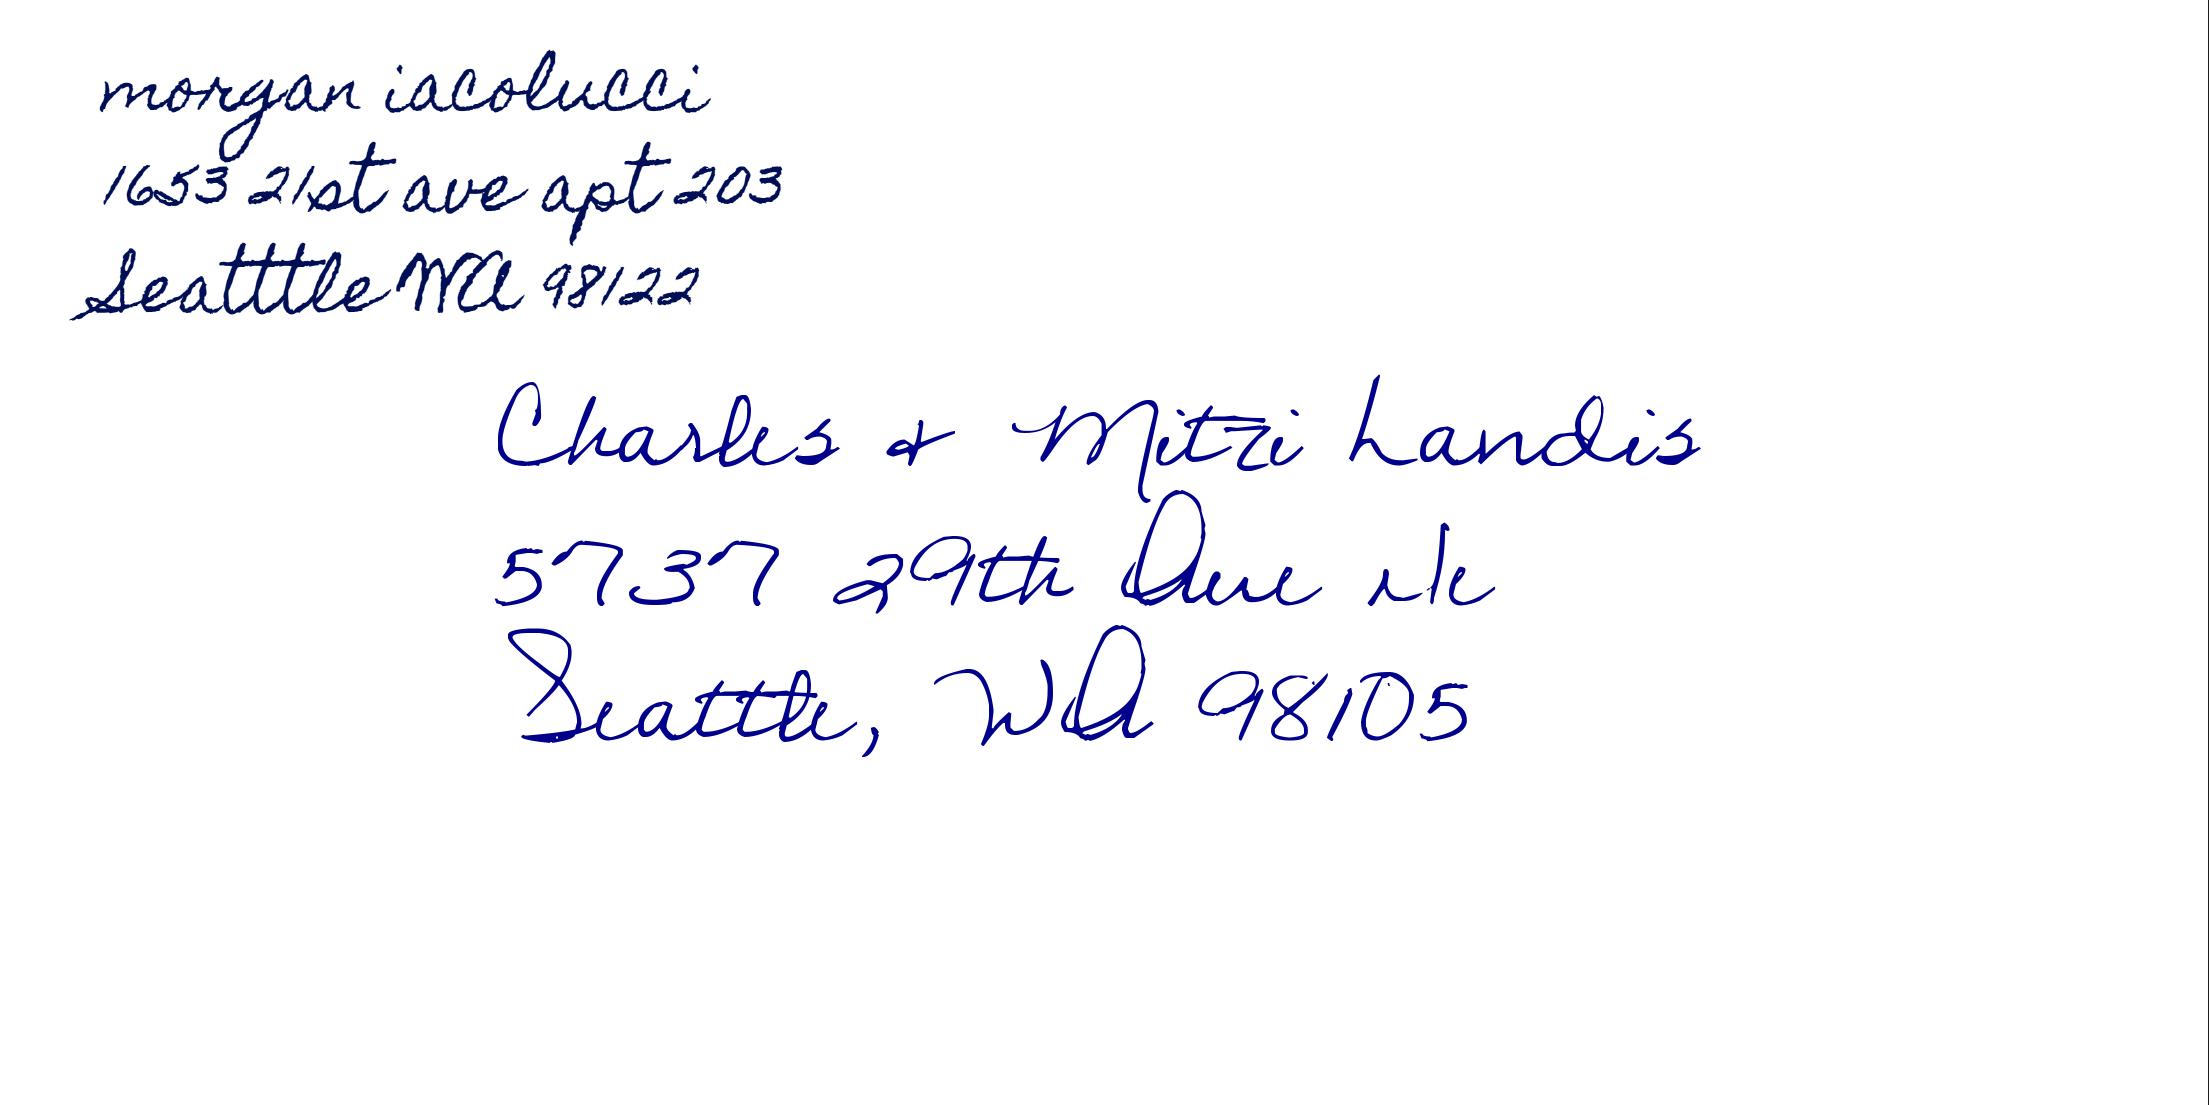 morgan iacolucci
1653 21st ave apt 203
Seatttle WA 98122
Charles & Mitzi Landis
5737 29th Ave Ne
Seattle, WA 98105